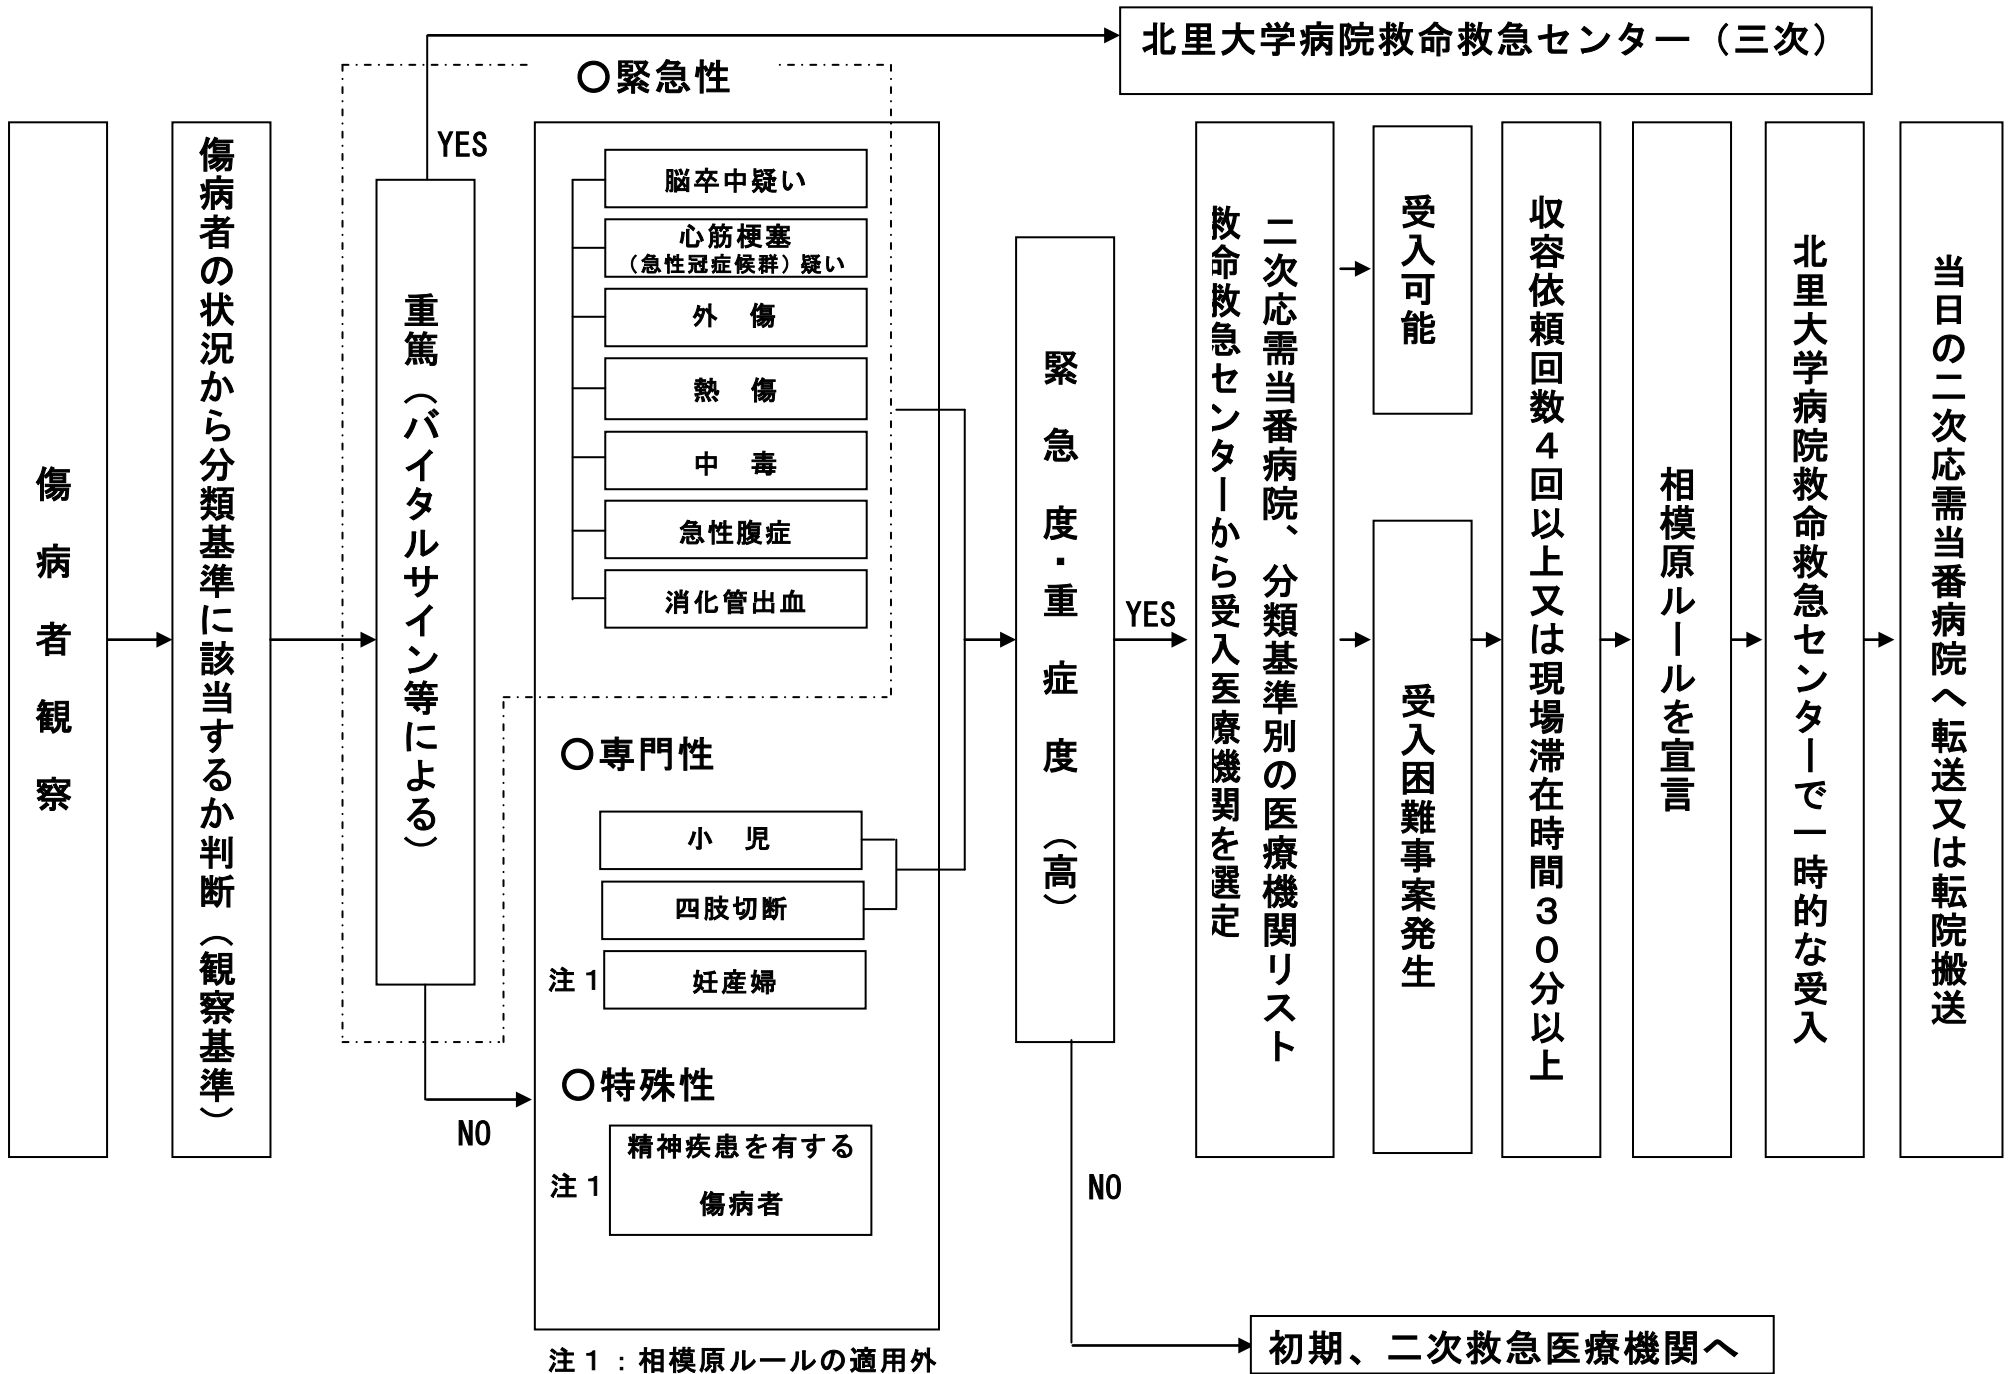 北里大学病院救命救急センター（三次）
傷病者観察
傷病者の状況から分類基準に該当するか判断（観察基準）
YES
重篤（バイタルサイン等による）
NO
○緊急性
脳卒中疑い
心筋梗塞
（急性冠症候群）疑い
外　傷
熱　傷
中　毒
急性腹症
消化管出血
○専門性
小　児
四肢切断
注１
妊産婦
○特殊性
注１
精神疾患を有する
傷病者
注１：相模原ルールの適用外
緊急度・重症度（高）
YES
NO
初期、二次救急医療機関へ
二次応需当番病院、分類基準別の医療機関リスト
救命救急センターから受入医療機関を選定
受入可能
受入困難事案発生
収容依頼回数４回以上又は現場滞在時間３０分以上
相模原ルールを宣言
北里大学病院救命救急センターで一時的な受入
当日の二次応需当番病院へ転送又は転院搬送